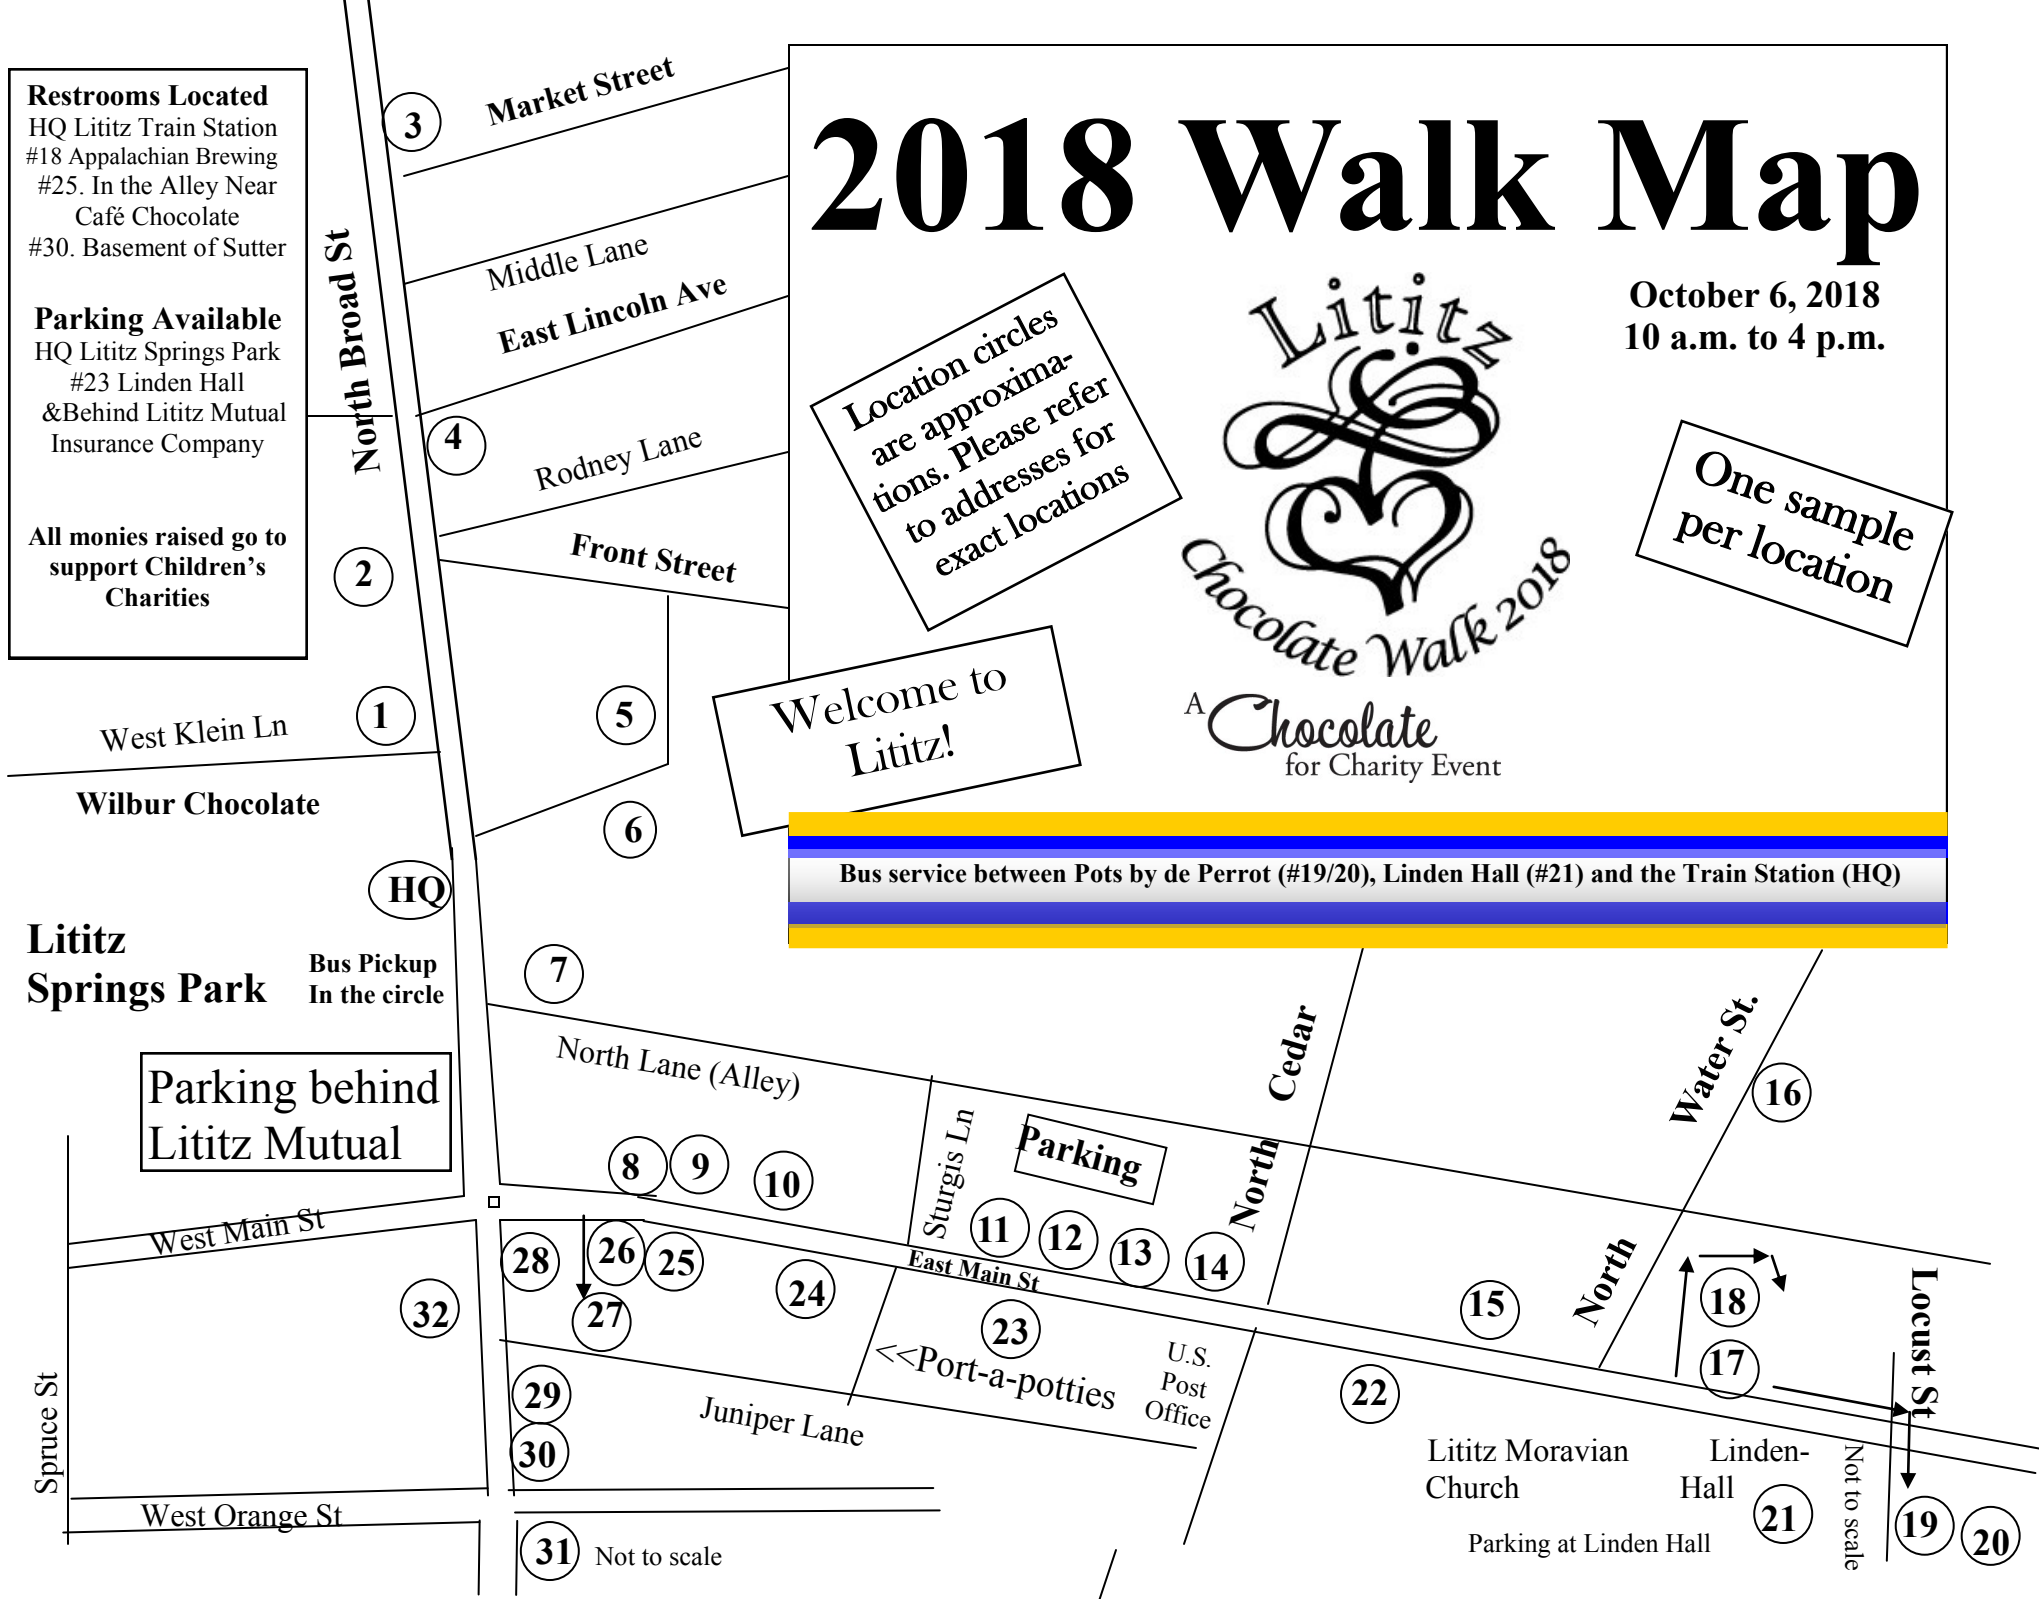 Restrooms Located
HQ Lititz Train Station
#18 Appalachian Brewing
#25. In the Alley Near
Café Chocolate
#30. Basement of Sutter
Parking Available
HQ Lititz Springs Park
#23 Linden Hall
&Behind Lititz Mutual
Insurance Company
All monies raised go to
support Children’s
Charities
North Broad St
3
Market Street
Middle Lane
East Lincoln Ave
4
Rodney Lane
Front Street
2
1
5
6
West Klein Ln
Wilbur Chocolate
2018 Walk Map
October 6, 2018
10 a.m. to 4 p.m.
Location circles
are approxima-
tions. Please refer
to addresses for
exact locations
Lititz
Chocolate Walk 2018
A Chocolate
for Charity Event
One sample
per location
Welcome to
Lititz!
Bus service between Pots by de Perrot (#19/20), Linden Hall (#21) and the Train Station (HQ)
HQ
Lititz
Springs Park
Bus Pickup
In the circle
7
Parking behind
Lititz Mutual
North Lane (Alley)
8
9
10
Sturgis Ln
Parking
North Cedar
North Water St.
16
11
12
13
14
East Main St
West Main St
28
26
25
27
24
32
23
<<Port-a-potties
U.S.
Post
Office
15
18
17
Locust St
22
29
30
Juniper Lane
Spruce St
West Orange St
31
Not to scale
Lititz Moravian
Church
Linden-
Hall
21
Parking at Linden Hall
Not to scale
19
20